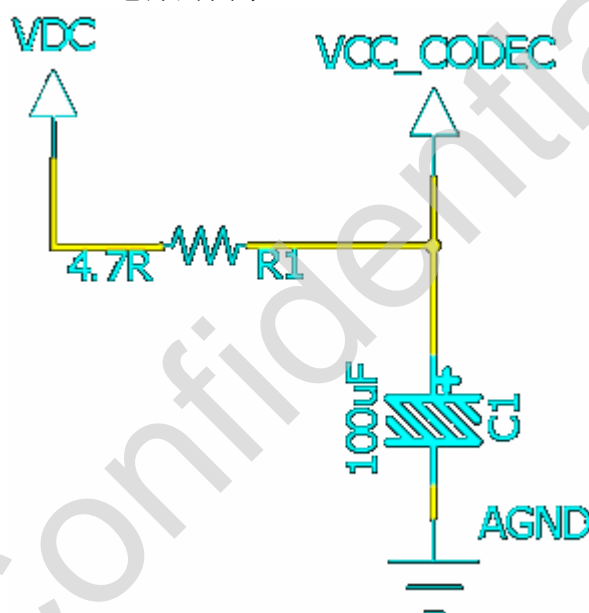 VDC
VCC_CODEC
4.7R
R1
100uF
C1
AGND
Confidential